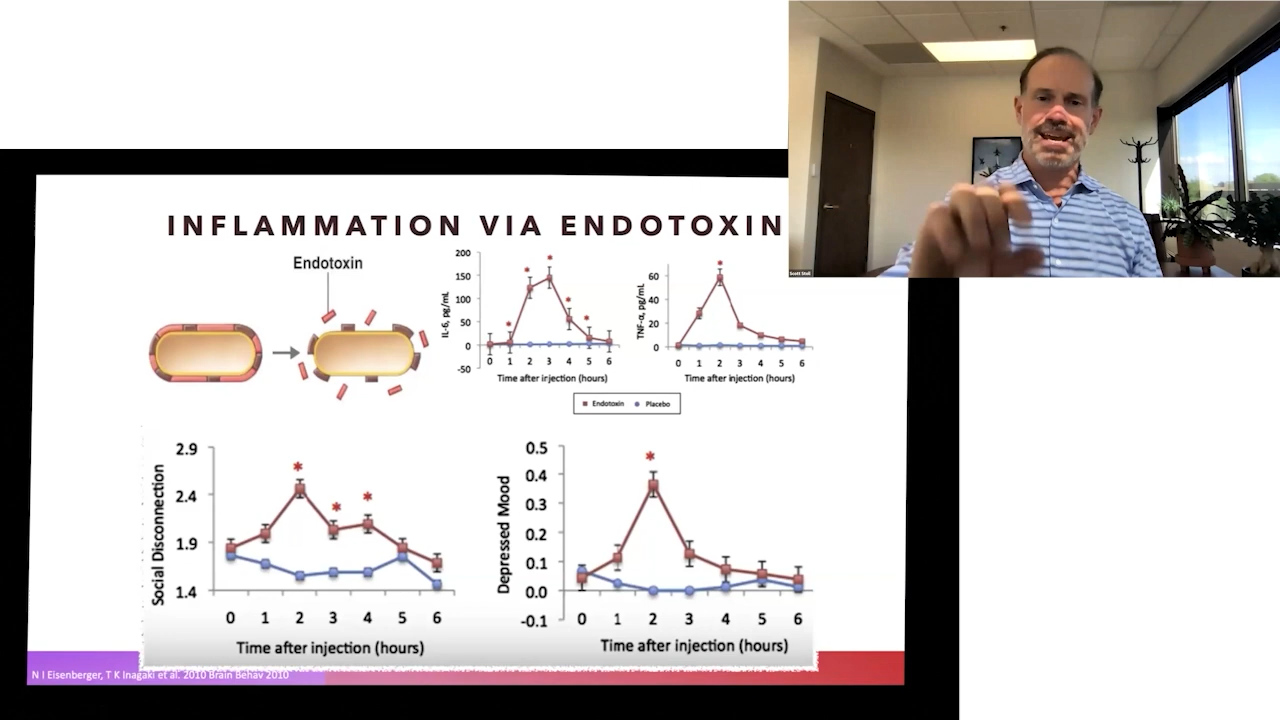 Scott Stoll
INFLAMMATION VIA ENDOTOXIN
Endotoxin
IL-6, pg/mL
200
150
100
50
0
-50
0 1 2 3 4 5 6
Time after injection (hours)
TNF-α, pg/mL
60
40
20
0
0 1 2 3 4 5 6
Time after injection (hours)
Endotoxin Placebo
Social Disconnection
2.9
2.4
1.9
1.4
0 1 2 3 4 5 6
Time after injection (hours)
Depressed Mood
0.5
0.4
0.3
0.2
0.1
0.0
-0.1
0 1 2 3 4 5 6
Time after injection (hours)
N I Eisenberger, T K Inagaki et al. 2010 Brain Behav 2010